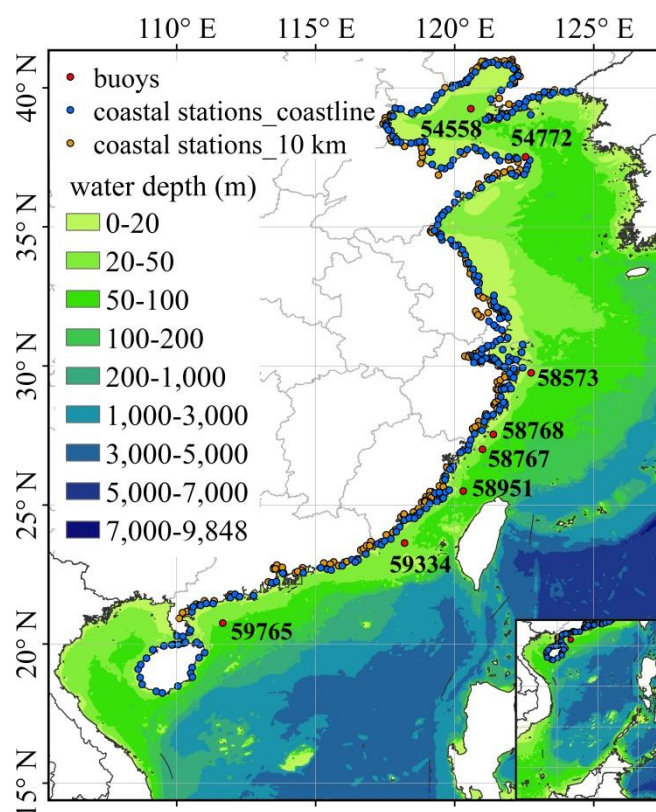 110° E
115° E
120° E
125° E
40° N
35° N
30° N
25° N
20° N
15° N
buoys
coastal stations_coastline
coastal stations_10 km
water depth (m)
0-20
20-50
50-100
100-200
200-1,000
1,000-3,000
3,000-5,000
5,000-7,000
7,000-9,848
54558
54772
58573
58768
58767
58951
59334
59765